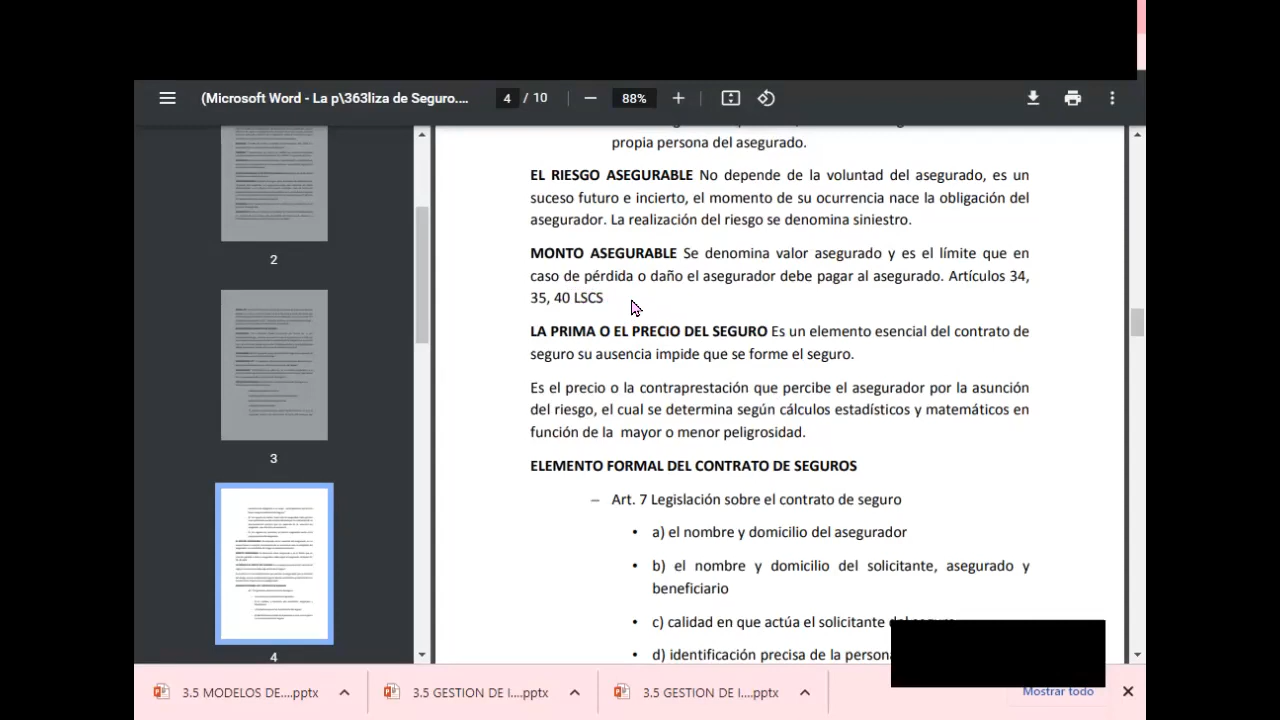 (Microsoft Word - La p\363liza de Seguro....
4 / 10
88%
propia persona del asegurado.
EL RIESGO ASEGURABLE No depende de la voluntad del asegurado, es un
suceso futuro e incierto, el momento de su ocurrencia nace la obligación del
asegurador. La realización del riesgo se denomina siniestro.
MONTO ASEGURABLE Se denomina valor asegurado y es el límite que en
caso de pérdida o daño el asegurador debe pagar al asegurado. Artículos 34,
35, 40 LSCS
LA PRIMA O EL PRECIO DEL SEGURO Es un elemento esencial del contrato de
seguro su ausencia impide que se forme el seguro.
Es el precio o la contraprestación que percibe el asegurador por la asunción
del riesgo, el cual se determina según cálculos estadísticos y matemáticos en
función de la mayor o menor peligrosidad.
ELEMENTO FORMAL DEL CONTRATO DE SEGUROS
– Art. 7 Legislación sobre el contrato de seguro
• a) el nombre y domicilio del asegurador
• b) el nombre y domicilio del solicitante, asegurado y
beneficiario
• c) calidad en que actúa el solicitante del seguro
• d) identificación precisa de la persona
2
3
4
3.5 MODELOS DE....pptx
3.5 GESTION DE I....pptx
3.5 GESTION DE I....pptx
Mostrar todo